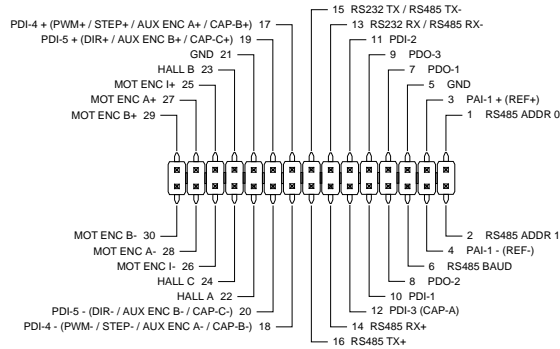 15 RS232 TX / RS485 TX-
PDI-4 + (PWM+ / STEP+ / AUX ENC A+ / CAP-B+) 17
13 RS232 RX / RS485 RX-
PDI-5 + (DIR+ / AUX ENC B+ / CAP-C+) 19
11 PDI-2
GND 21
9 PDO-3
HALL B 23
7 PDO-1
MOT ENC I+ 25
5 GND
MOT ENC A+ 27
3 PAI-1 + (REF+)
MOT ENC B+ 29
1 RS485 ADDR 0
MOT ENC B- 30
2 RS485 ADDR 1
MOT ENC A- 28
4 PAI-1 - (REF-)
MOT ENC I- 26
6 RS485 BAUD
HALL C 24
8 PDO-2
HALL A 22
10 PDI-1
PDI-5 - (DIR- / AUX ENC B- / CAP-C-) 20
12 PDI-3 (CAP-A)
PDI-4 - (PWM- / STEP- / AUX ENC A- / CAP-B-) 18
14 RS485 RX+
16 RS485 TX+